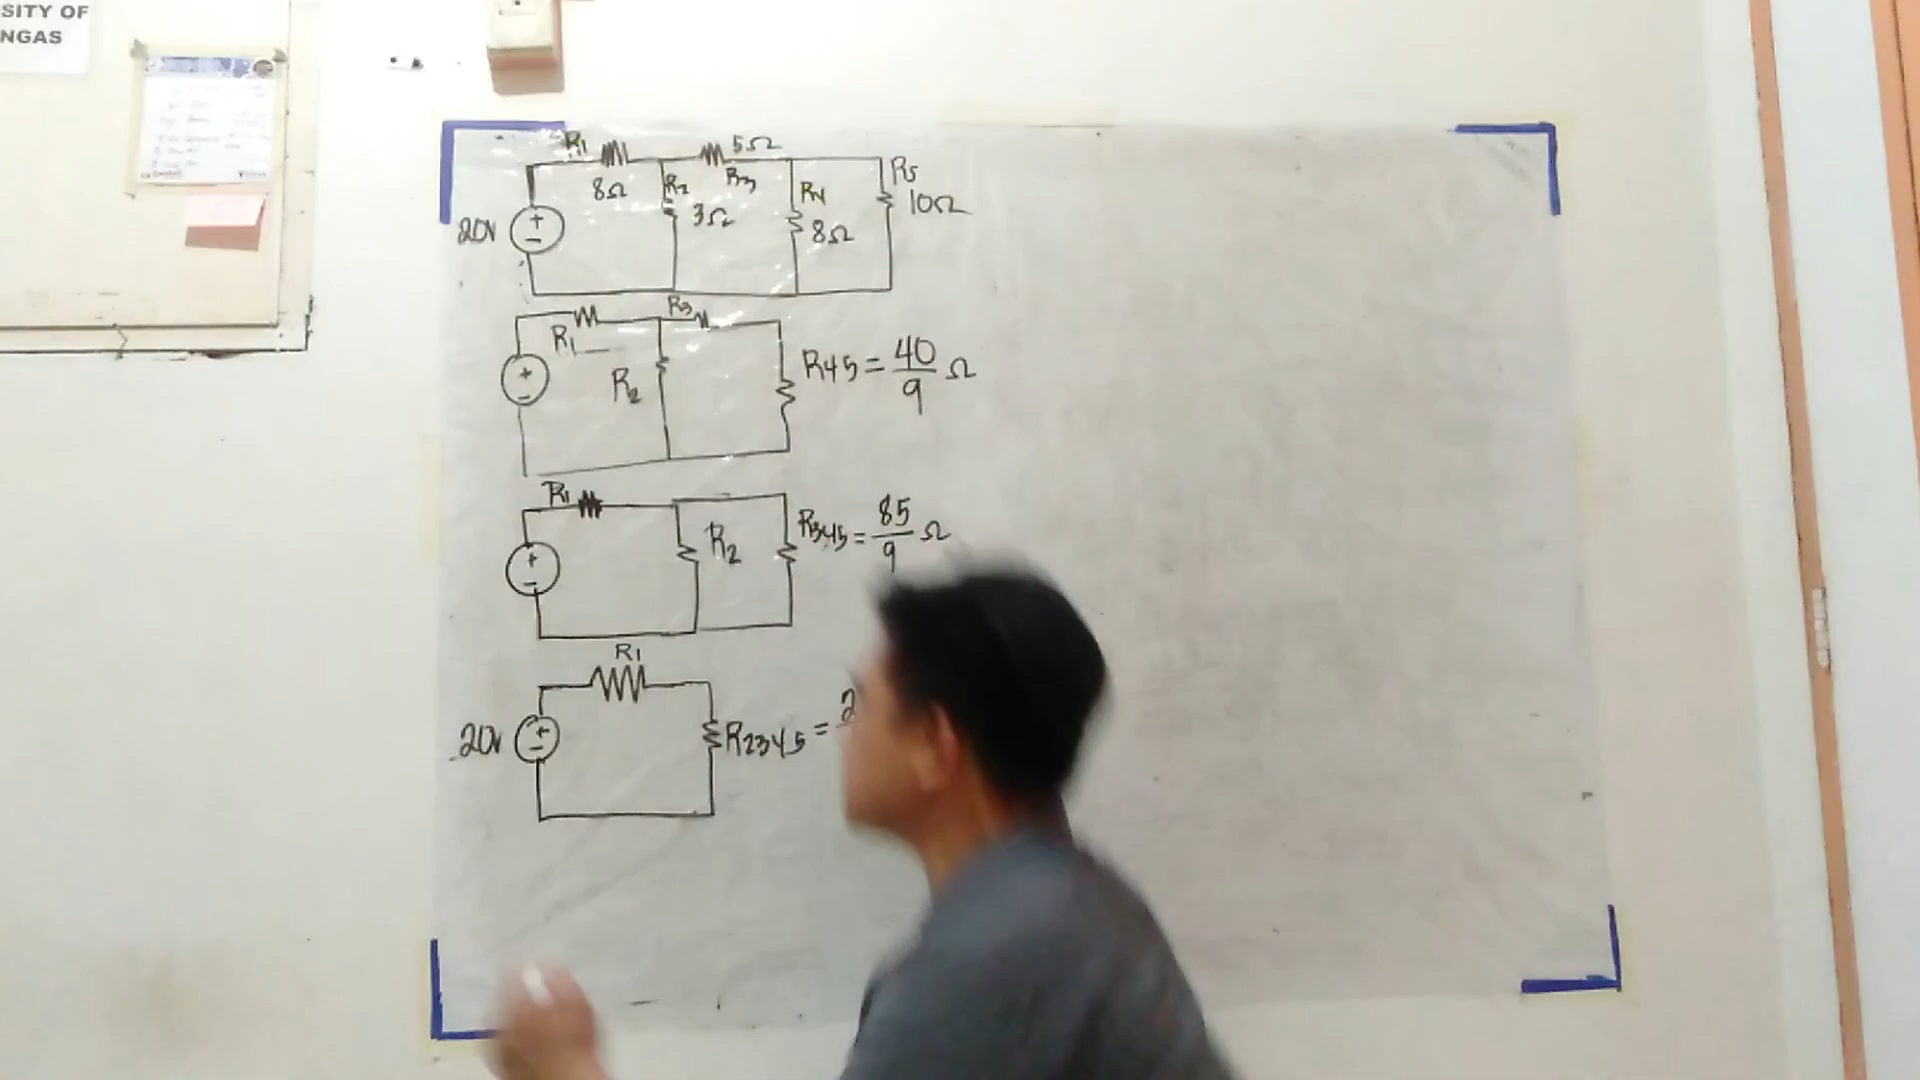 SITY OF
NGAS
R1
5Ω
8Ω
R2
3Ω
R3
R4
8Ω
R5
10Ω
20V
+
−
R1
R3
R2
+
−
R45 = 40/9 Ω
R1
R2
+
−
R345 = 85/9 Ω
R1
20V
+
−
R2345 = 2